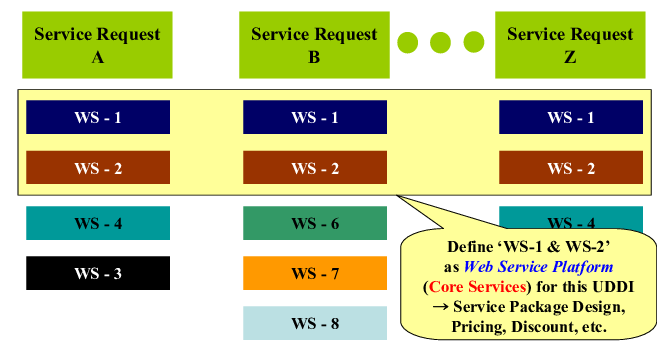 Service Request
A
Service Request
B
Service Request
Z
WS - 1
WS - 1
WS - 1
WS - 2
WS - 2
WS - 2
WS - 4
WS - 6
WS - 4
WS - 3
WS - 7
WS - 8
Define ‘WS-1 & WS-2’
as Web Service Platform
(Core Services) for this UDDI
→ Service Package Design,
Pricing, Discount, etc.